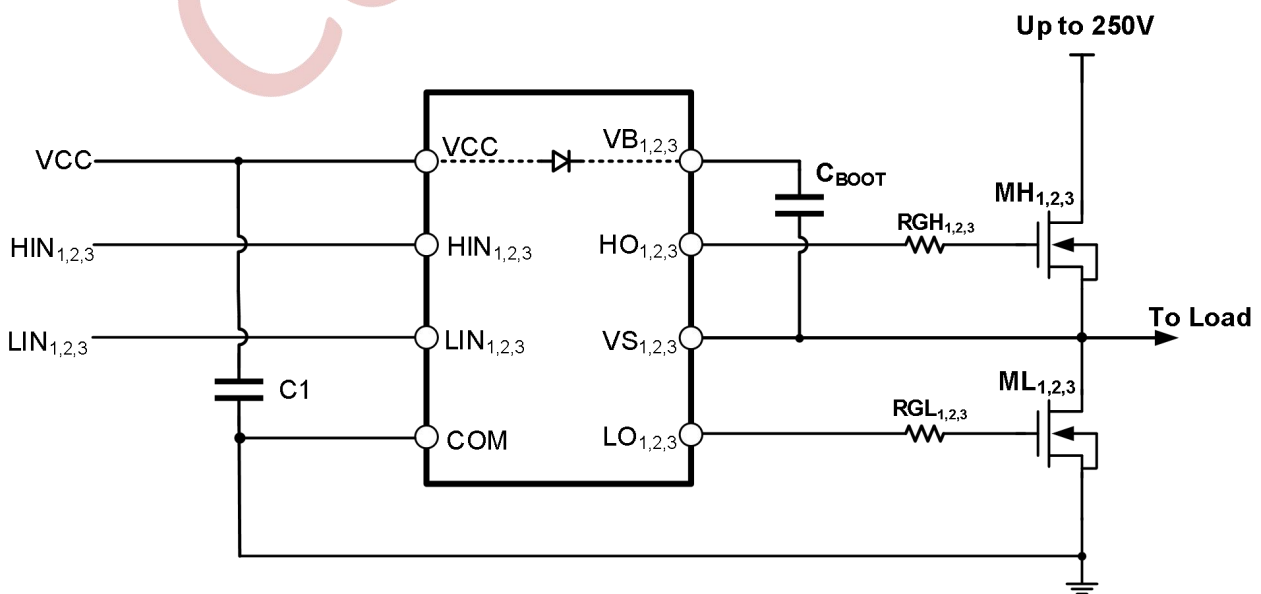 Up to 250V
VCC
VCC
VB1,2,3
CBOOT
MH1,2,3
RGH1,2,3
HIN1,2,3
HIN1,2,3
HO1,2,3
To Load
LIN1,2,3
LIN1,2,3
VS1,2,3
ML1,2,3
C1
RGL1,2,3
COM
LO1,2,3